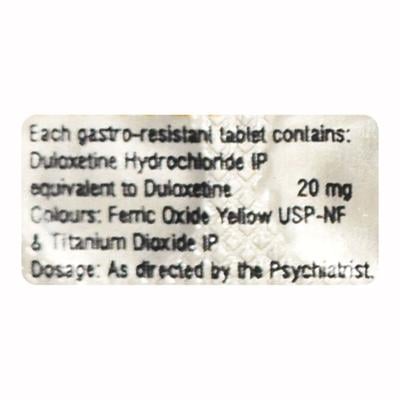 Each gastro-resistant tablet contains:
Duloxetine Hydrochloride IP
equivalent to Duloxetine 20 mg
Colours: Ferric Oxide Yellow USP-NF
& Titanium Dioxide IP
Dosage: As directed by the Psychiatrist.